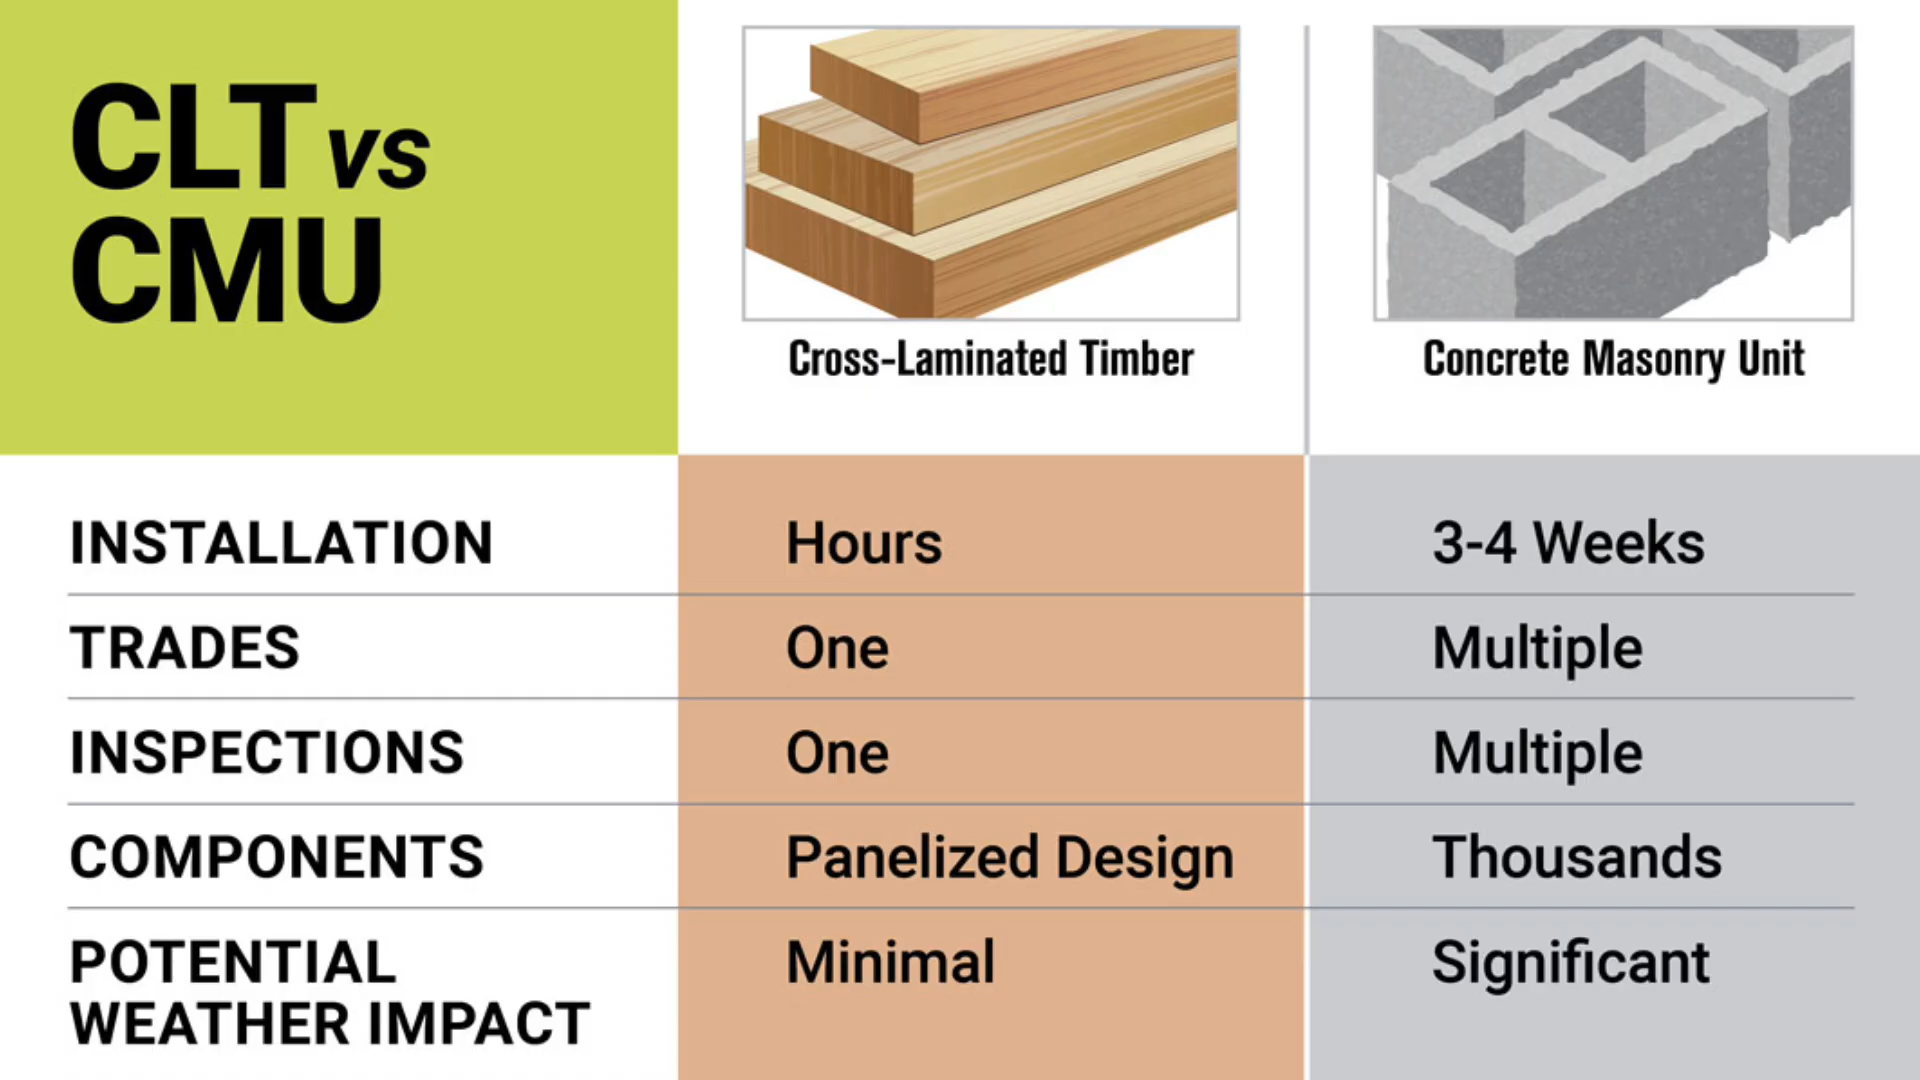 CLT vs
CMU
Cross-Laminated Timber
Concrete Masonry Unit
INSTALLATION
Hours
3-4 Weeks
TRADES
One
Multiple
INSPECTIONS
One
Multiple
COMPONENTS
Panelized Design
Thousands
POTENTIAL
WEATHER IMPACT
Minimal
Significant